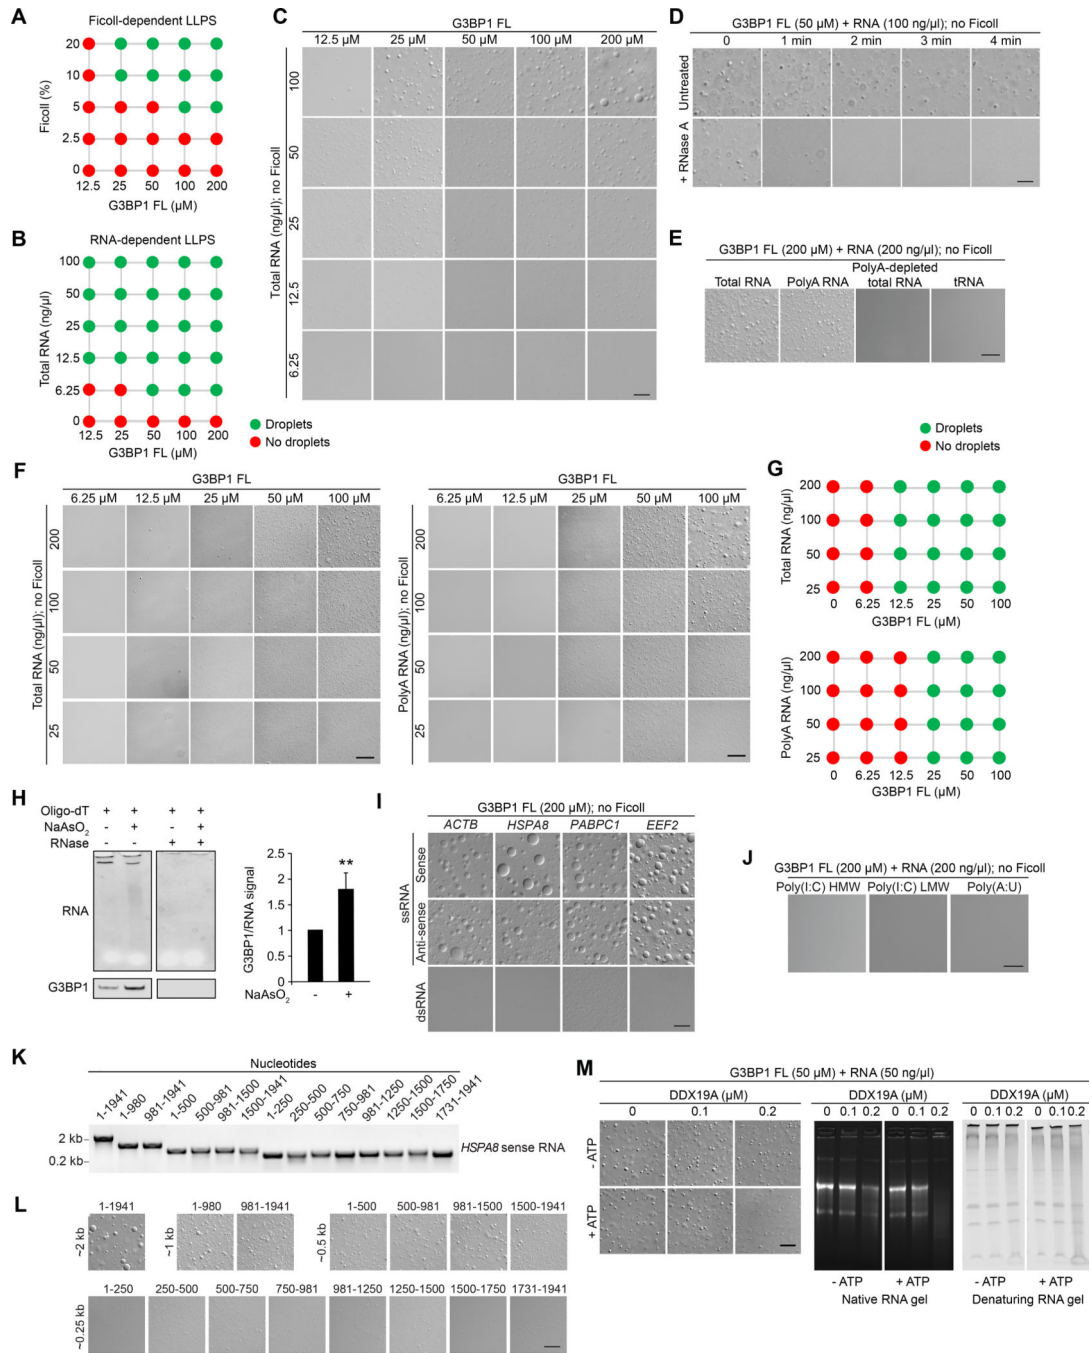 A
Ficoll-dependent LLPS
Ficoll (%)
20
10
5
2.5
0
12.5 25 50 100 200
G3BP1 FL (µM)
B
RNA-dependent LLPS
Total RNA (ng/µl)
100
50
25
12.5
6.25
0
12.5 25 50 100 200
G3BP1 FL (µM)
Droplets
No droplets
C
G3BP1 FL
12.5 µM 25 µM 50 µM 100 µM 200 µM
Total RNA (ng/µl); no Ficoll
100
50
25
12.5
6.25
D
G3BP1 FL (50 µM) + RNA (100 ng/µl); no Ficoll
0 1 min 2 min 3 min 4 min
Untreated
+ RNase A
E
G3BP1 FL (200 µM) + RNA (200 ng/µl); no Ficoll
PolyA-depleted
Total RNA PolyA RNA total RNA tRNA
F
G3BP1 FL
6.25 µM 12.5 µM 25 µM 50 µM 100 µM
Total RNA (ng/µl); no Ficoll
200
100
50
25
G3BP1 FL
6.25 µM 12.5 µM 25 µM 50 µM 100 µM
PolyA RNA (ng/µl); no Ficoll
200
100
50
25
Droplets
No droplets
G
Total RNA (ng/µl)
200
100
50
25
0 6.25 12.5 25 50 100
G3BP1 FL (µM)
PolyA RNA (ng/µl)
200
100
50
25
0 6.25 12.5 25 50 100
G3BP1 FL (µM)
H
Oligo-dT + + + +
NaAsO2 - + - +
RNase - - + +
RNA
G3BP1
G3BP1/RNA signal
2.5
2
1.5
1
0.5
0
**
NaAsO2 - +
I
G3BP1 FL (200 µM); no Ficoll
ACTB HSPA8 PABPC1 EEF2
ssRNA
Sense
Anti-sense
dsRNA
J
G3BP1 FL (200 µM) + RNA (200 ng/µl); no Ficoll
Poly(I:C) HMW Poly(I:C) LMW Poly(A:U)
K
Nucleotides
1-1941 1-980 981-1941 1-500 500-981 981-1500 1500-1941 1-250 250-500 500-750 750-981 981-1250 1250-1500 1500-1750 1731-1941
2 kb
0.2 kb
HSPA8 sense RNA
L
1-1941 1-980 981-1941 1-500 500-981 981-1500 1500-1941
~2 kb ~1 kb ~0.5 kb
1-250 250-500 500-750 750-981 981-1250 1250-1500 1500-1750 1731-1941
~0.25 kb
M
G3BP1 FL (50 µM) + RNA (50 ng/µl)
DDX19A (µM) DDX19A (µM) DDX19A (µM)
0 0.1 0.2 0 0.1 0.2 0 0.1 0.2 0 0.1 0.2 0 0.1 0.2
- ATP
+ ATP
- ATP + ATP - ATP + ATP
Native RNA gel Denaturing RNA gel